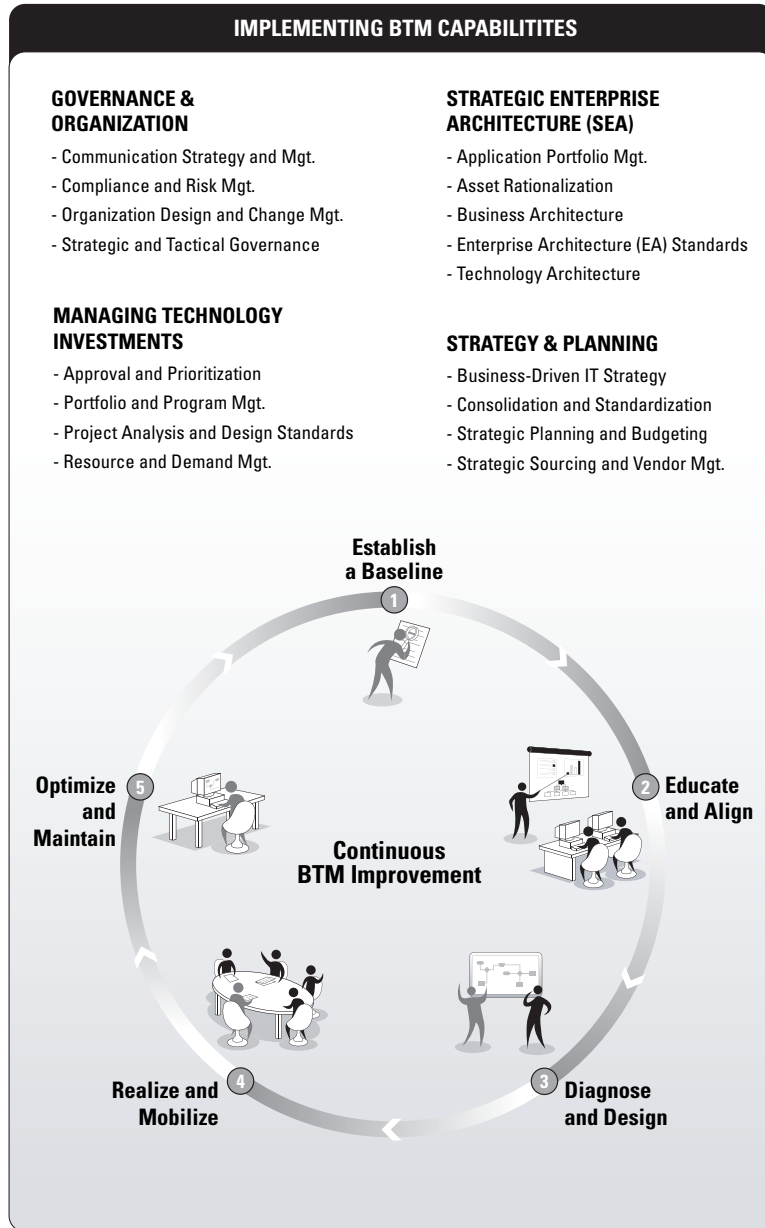 IMPLEMENTING BTM CAPABILITITES
GOVERNANCE &
ORGANIZATION
- Communication Strategy and Mgt.
- Compliance and Risk Mgt.
- Organization Design and Change Mgt.
- Strategic and Tactical Governance
STRATEGIC ENTERPRISE
ARCHITECTURE (SEA)
- Application Portfolio Mgt.
- Asset Rationalization
- Business Architecture
- Enterprise Architecture (EA) Standards
- Technology Architecture
MANAGING TECHNOLOGY
INVESTMENTS
- Approval and Prioritization
- Portfolio and Program Mgt.
- Project Analysis and Design Standards
- Resource and Demand Mgt.
STRATEGY & PLANNING
- Business-Driven IT Strategy
- Consolidation and Standardization
- Strategic Planning and Budgeting
- Strategic Sourcing and Vendor Mgt.
Establish
a Baseline
1
2
Educate
and Align
3
Diagnose
and Design
4
Realize and
Mobilize
5
Optimize
and
Maintain
Continuous
BTM Improvement